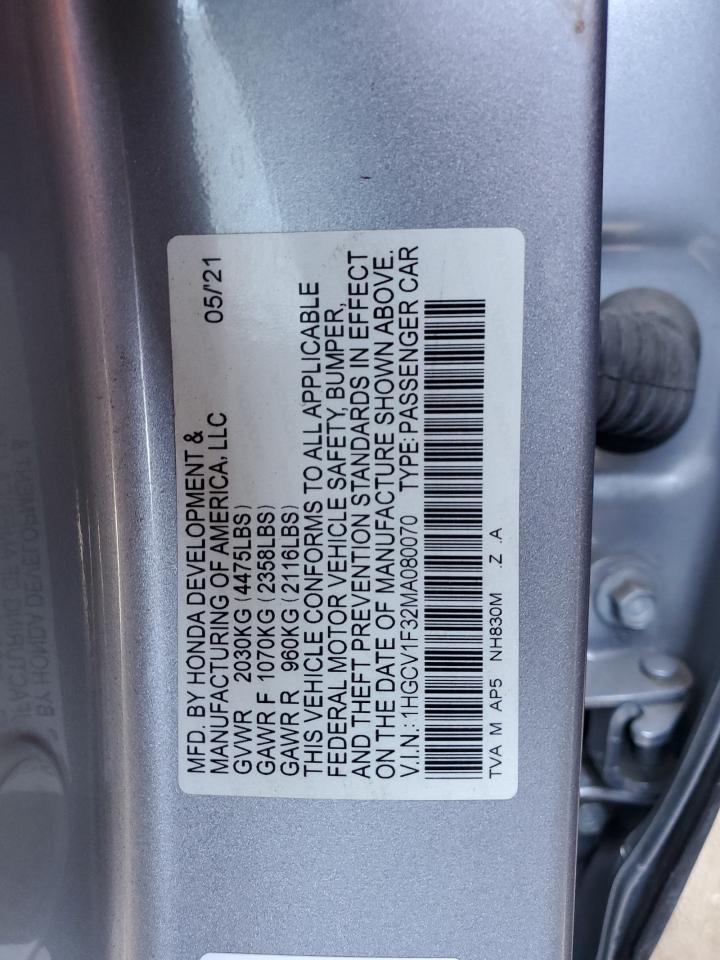 MFD. BY HONDA DEVELOPMENT &
MANUFACTURING OF AMERICA, LLC 05/'21
GVWR 2030KG (4475LBS)
GAWR F 1070KG (2358LBS)
GAWR R 960KG (2116LBS)
THIS VEHICLE CONFORMS TO ALL APPLICABLE
FEDERAL MOTOR VEHICLE SAFETY, BUMPER,
AND THEFT PREVENTION STANDARDS IN EFFECT
ON THE DATE OF MANUFACTURE SHOWN ABOVE.
V.I.N.: 1HGCV1F32MA080070 TYPE: PASSENGER CAR
TVA M AP5 NH830M .Z .A